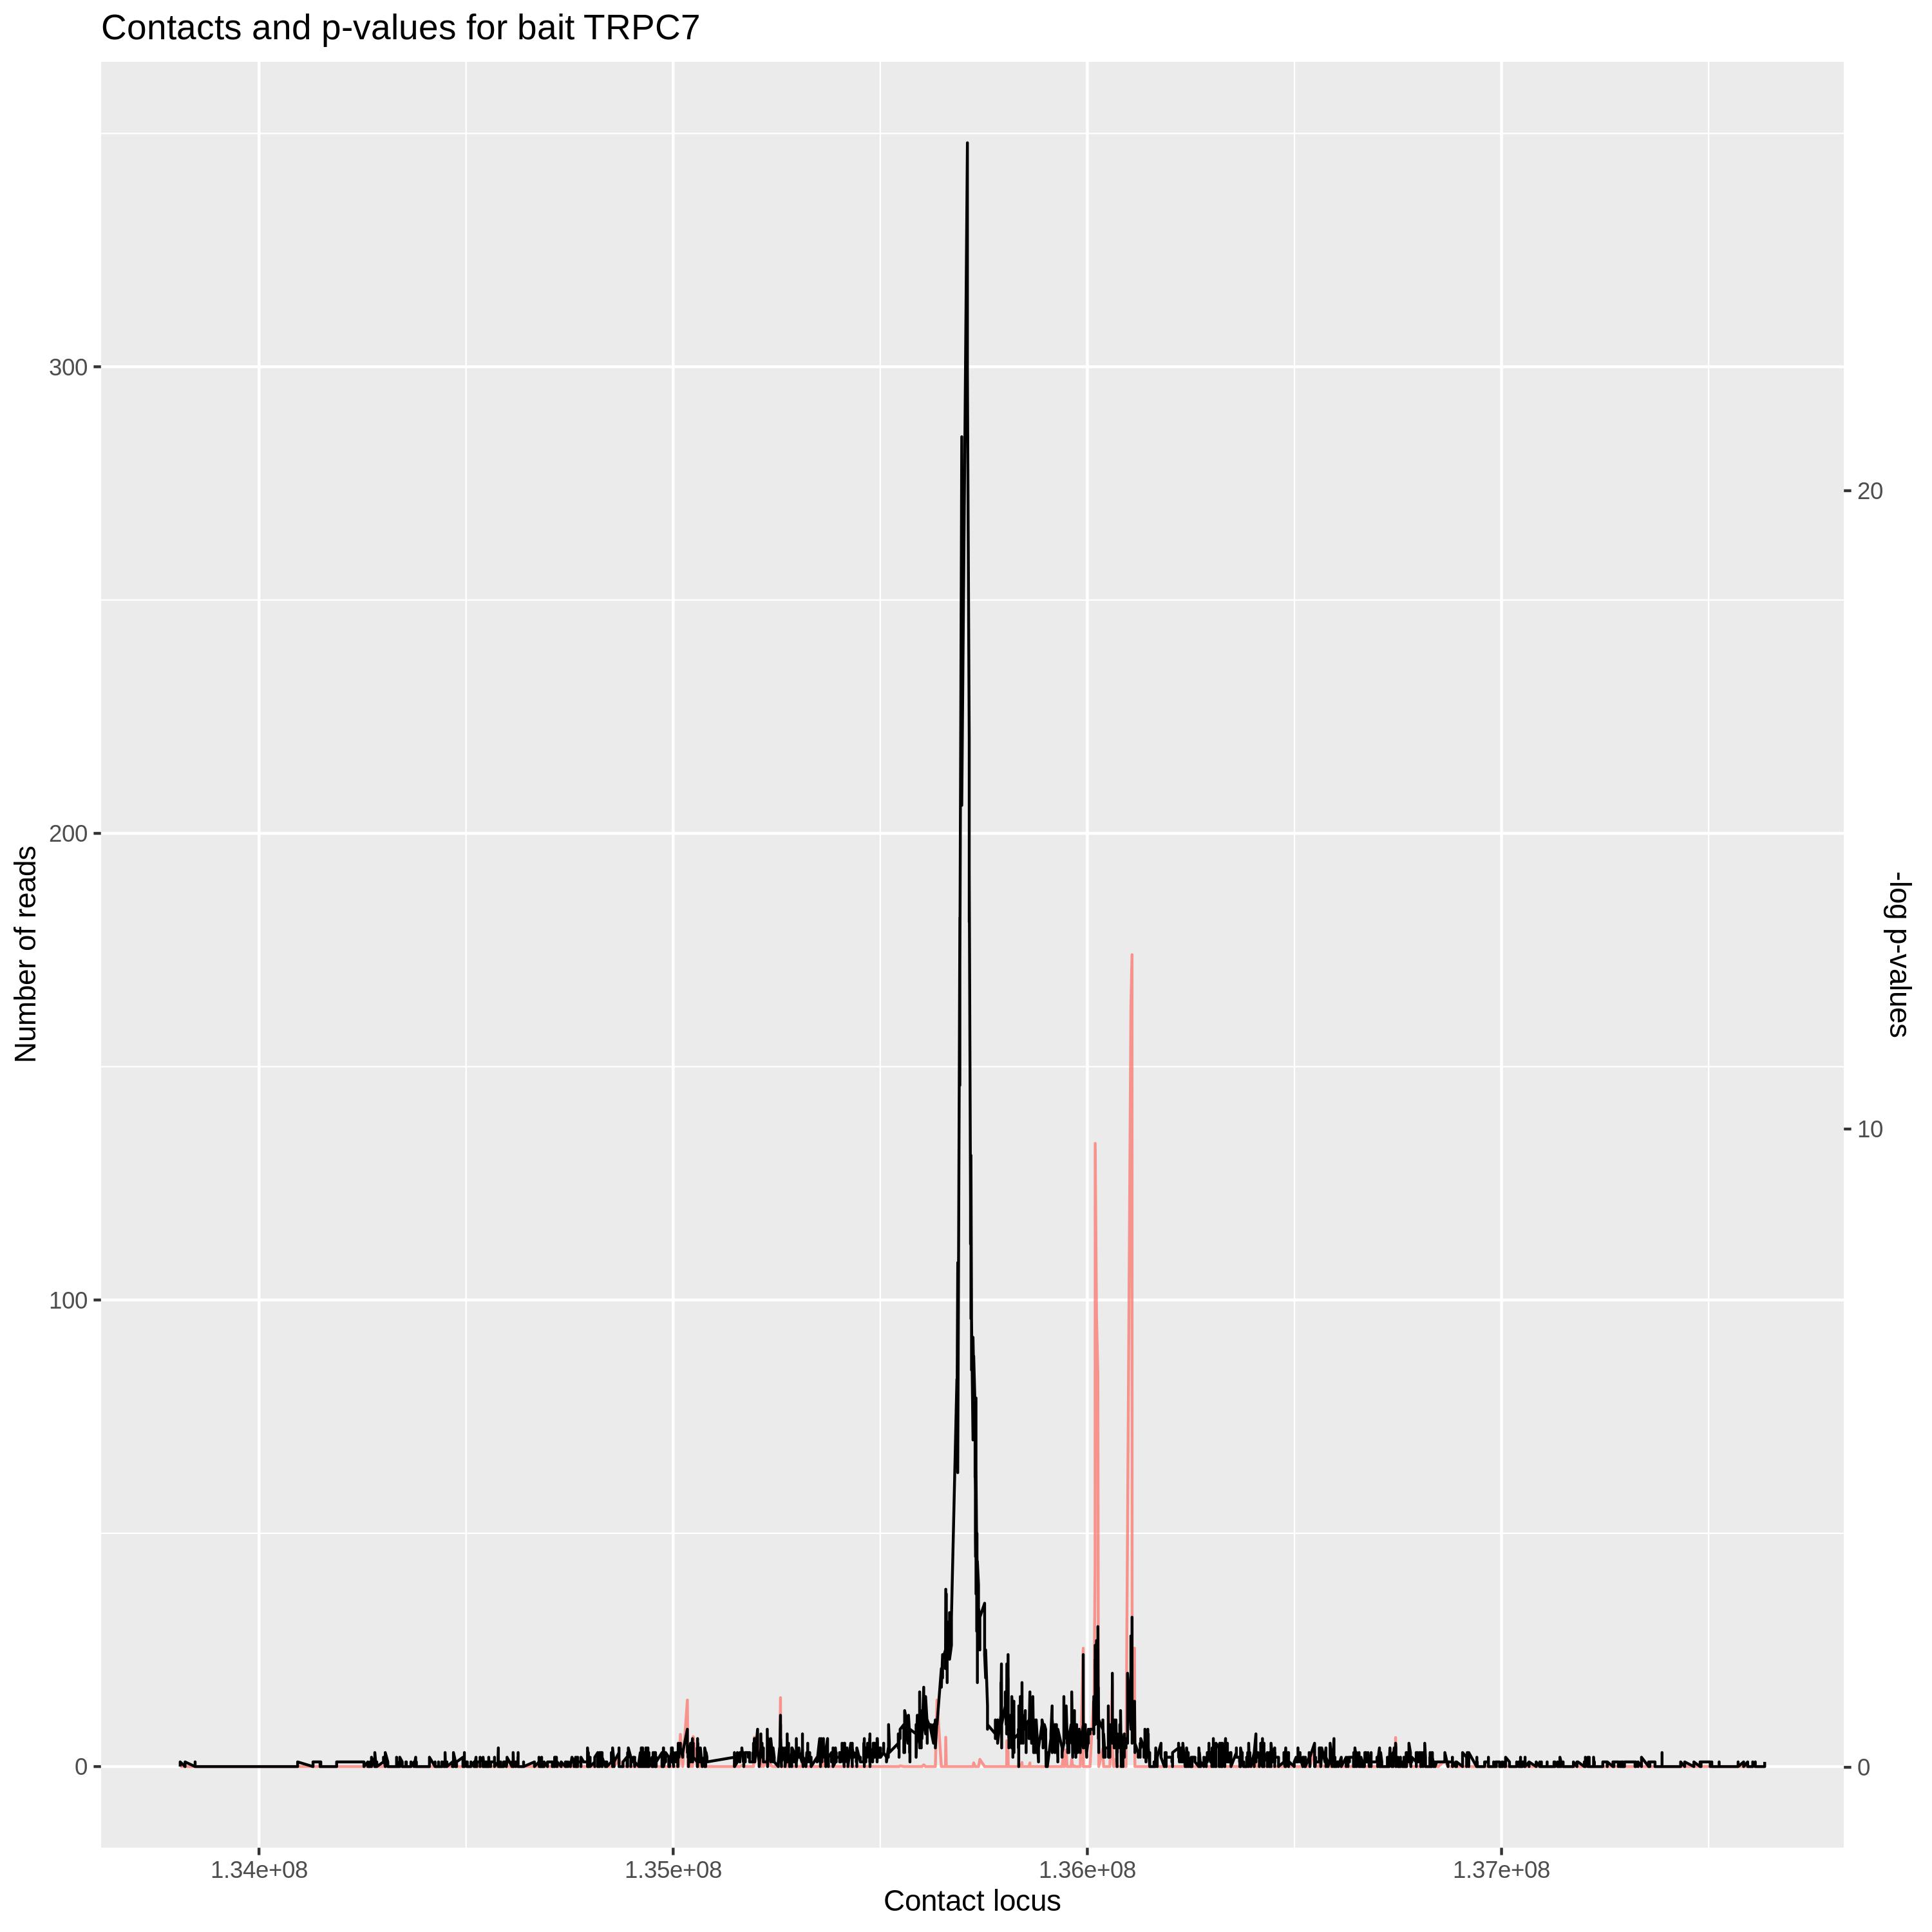 Contacts and p-values for bait TRPC7
300
200
100
0
Number of reads
20
10
0
-log p-values
1.34e+08
1.35e+08
1.36e+08
1.37e+08
Contact locus